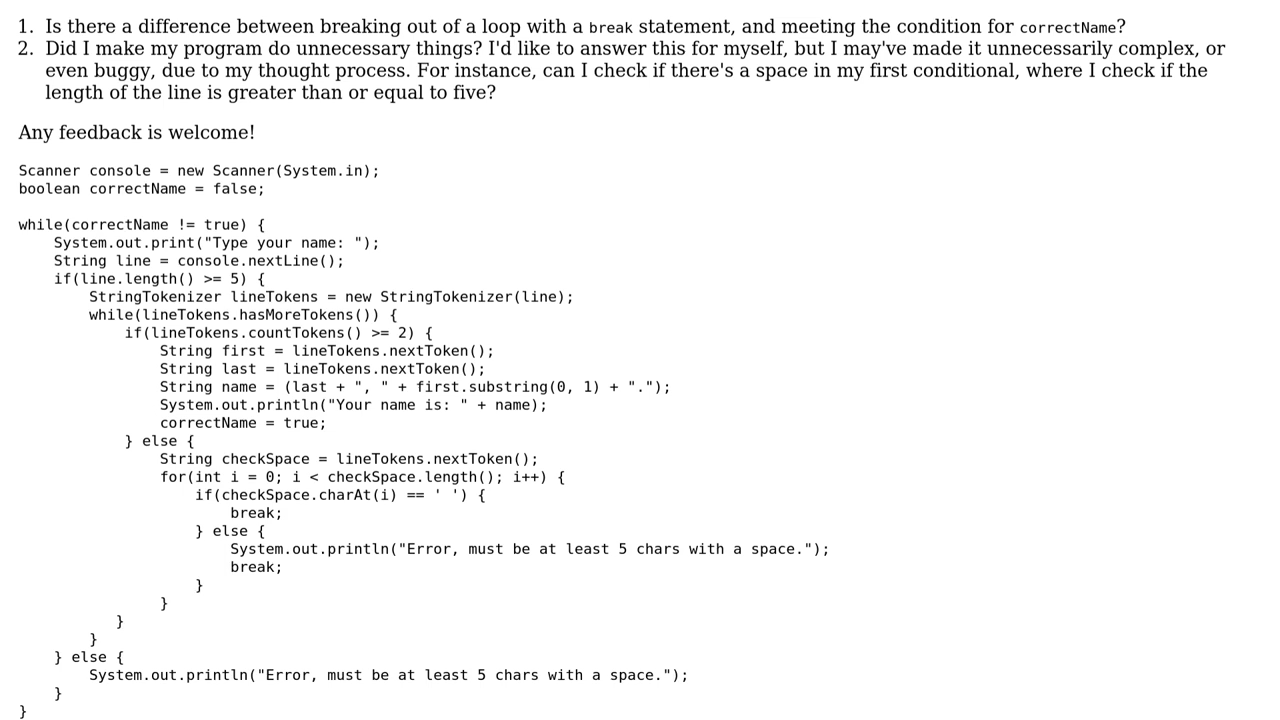 1. Is there a difference between breaking out of a loop with a break statement, and meeting the condition for correctName?
2. Did I make my program do unnecessary things? I'd like to answer this for myself, but I may've made it unnecessarily complex, or
even buggy, due to my thought process. For instance, can I check if there's a space in my first conditional, where I check if the
length of the line is greater than or equal to five?
Any feedback is welcome!
Scanner console = new Scanner(System.in);
boolean correctName = false;

while(correctName != true) {
    System.out.print("Type your name: ");
    String line = console.nextLine();
    if(line.length() >= 5) {
        StringTokenizer lineTokens = new StringTokenizer(line);
        while(lineTokens.hasMoreTokens()) {
            if(lineTokens.countTokens() >= 2) {
                String first = lineTokens.nextToken();
                String last = lineTokens.nextToken();
                String name = (last + ", " + first.substring(0, 1) + ".");
                System.out.println("Your name is: " + name);
                correctName = true;
            } else {
                String checkSpace = lineTokens.nextToken();
                for(int i = 0; i < checkSpace.length(); i++) {
                    if(checkSpace.charAt(i) == ' ') {
                        break;
                    } else {
                        System.out.println("Error, must be at least 5 chars with a space.");
                        break;
                    }
                }
           }
        }
    } else {
        System.out.println("Error, must be at least 5 chars with a space.");
    }
}